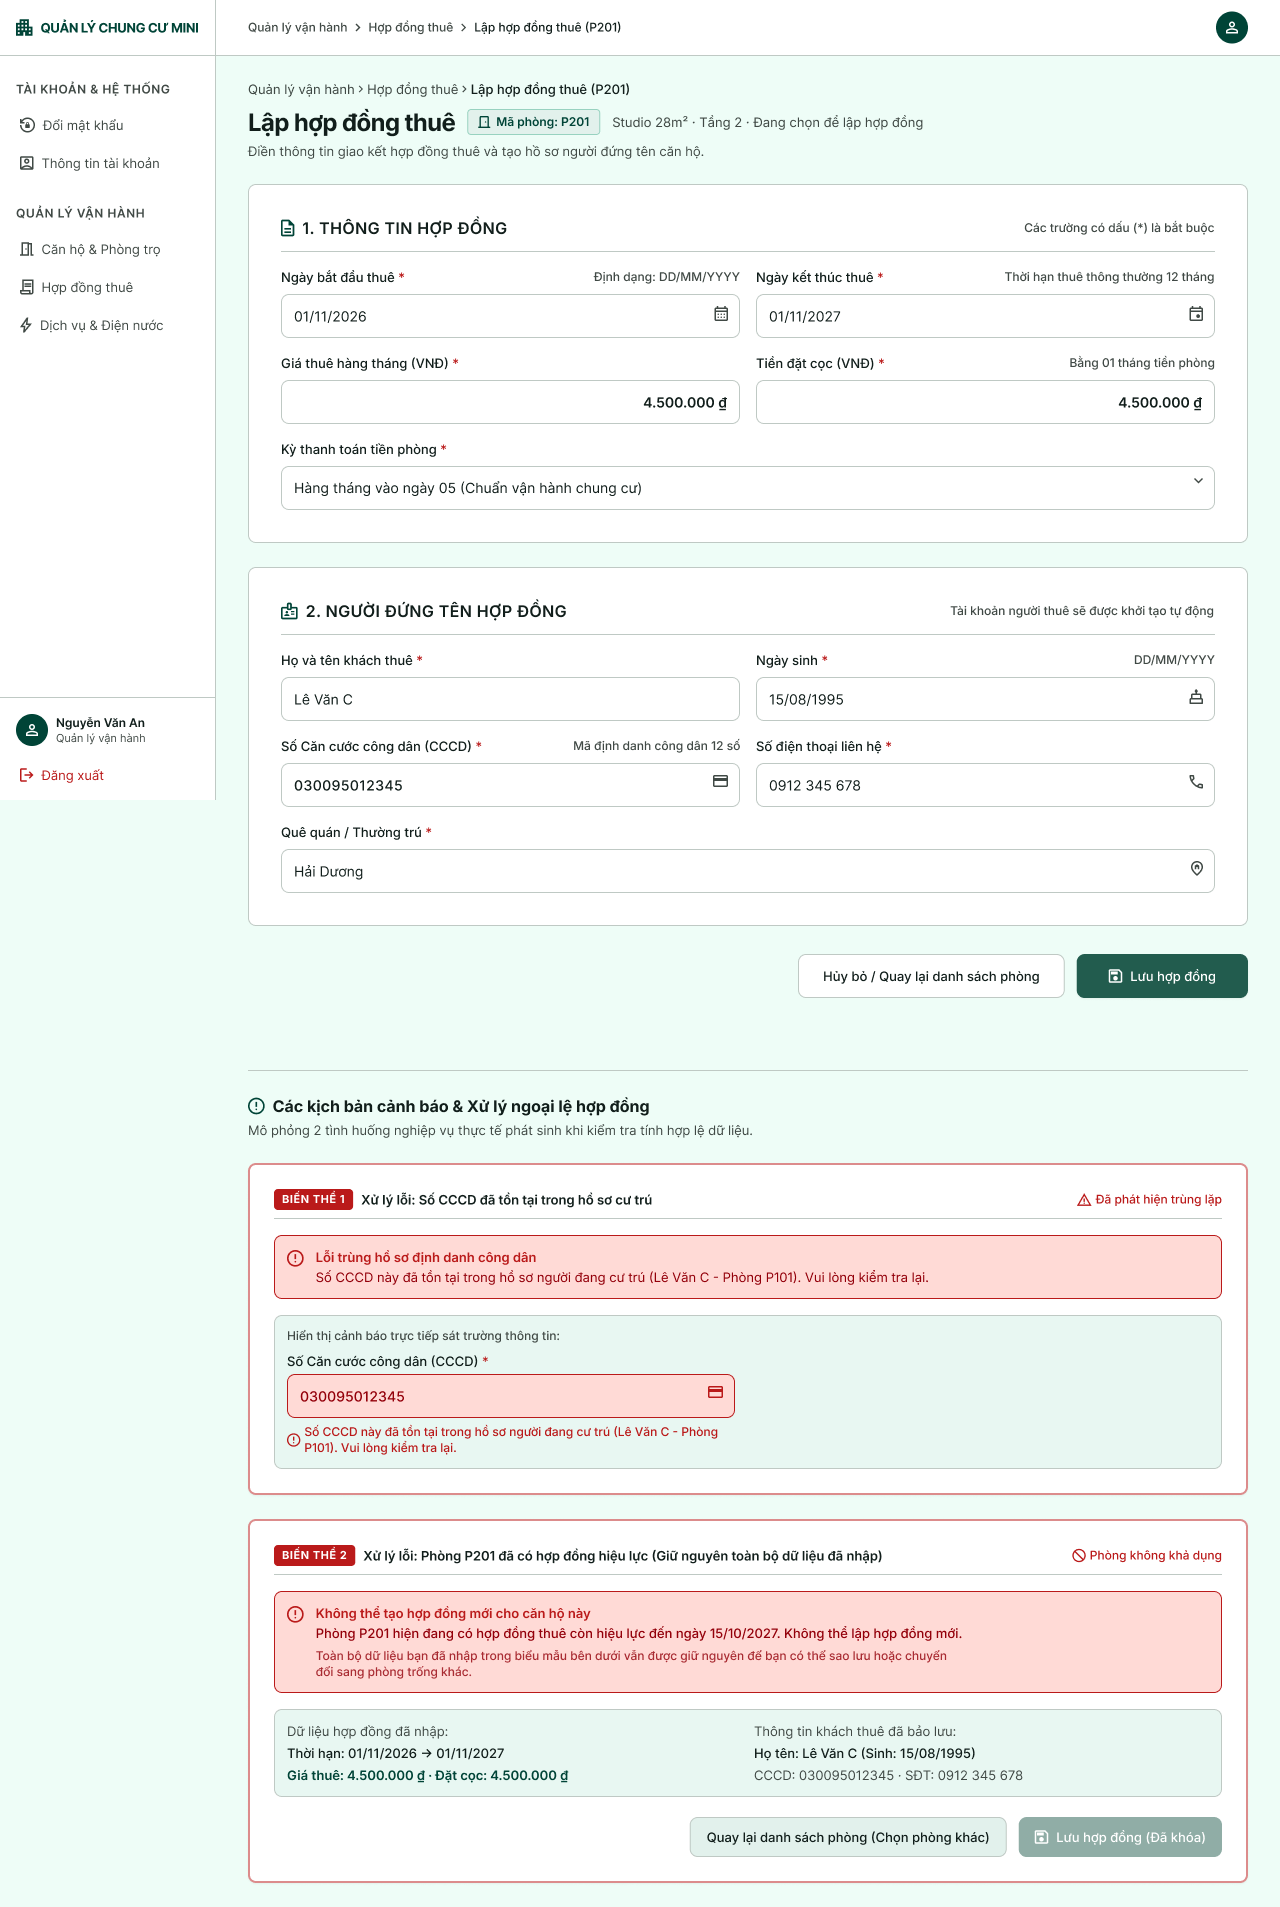 QUẢN LÝ CHUNG CƯ MINI
Quản lý vận hành > Hợp đồng thuê > Lập hợp đồng thuê (P201)
TÀI KHOẢN & HỆ THỐNG
Đổi mật khẩu
Thông tin tài khoản
QUẢN LÝ VẬN HÀNH
Căn hộ & Phòng trọ
Hợp đồng thuê
Dịch vụ & Điện nước
Nguyễn Văn An
Quản lý vận hành
Đăng xuất
Quản lý vận hành > Hợp đồng thuê > Lập hợp đồng thuê (P201)
Lập hợp đồng thuê
Mã phòng: P201
Studio 28m² · Tầng 2 · Đang chọn để lập hợp đồng
Điền thông tin giao kết hợp đồng thuê và tạo hồ sơ người đứng tên căn hộ.
1. THÔNG TIN HỢP ĐỒNG
Các trường có dấu (*) là bắt buộc
Ngày bắt đầu thuê *
Định dạng: DD/MM/YYYY
Ngày kết thúc thuê *
Thời hạn thuê thông thường 12 tháng
01/11/2026
01/11/2027
Giá thuê hàng tháng (VNĐ) *
Tiền đặt cọc (VNĐ) *
Bằng 01 tháng tiền phòng
4.500.000 ₫
4.500.000 ₫
Kỳ thanh toán tiền phòng *
Hàng tháng vào ngày 05 (Chuẩn vận hành chung cư)
2. NGƯỜI ĐỨNG TÊN HỢP ĐỒNG
Tài khoản người thuê sẽ được khởi tạo tự động
Họ và tên khách thuê *
Ngày sinh *
DD/MM/YYYY
Lê Văn C
15/08/1995
Số Căn cước công dân (CCCD) *
Mã định danh công dân 12 số
Số điện thoại liên hệ *
030095012345
0912 345 678
Quê quán / Thường trú *
Hải Dương
Hủy bỏ / Quay lại danh sách phòng
Lưu hợp đồng
Các kịch bản cảnh báo & Xử lý ngoại lệ hợp đồng
Mô phỏng 2 tình huống nghiệp vụ thực tế phát sinh khi kiểm tra tính hợp lệ dữ liệu.
BIẾN THỂ 1
Xử lý lỗi: Số CCCD đã tồn tại trong hồ sơ cư trú
Đã phát hiện trùng lặp
Lỗi trùng hồ sơ định danh công dân
Số CCCD này đã tồn tại trong hồ sơ người đang cư trú (Lê Văn C - Phòng P101). Vui lòng kiểm tra lại.
Hiển thị cảnh báo trực tiếp sát trường thông tin:
Số Căn cước công dân (CCCD) *
030095012345
Số CCCD này đã tồn tại trong hồ sơ người đang cư trú (Lê Văn C - Phòng
P101). Vui lòng kiểm tra lại.
BIẾN THỂ 2
Xử lý lỗi: Phòng P201 đã có hợp đồng hiệu lực (Giữ nguyên toàn bộ dữ liệu đã nhập)
Phòng không khả dụng
Không thể tạo hợp đồng mới cho căn hộ này
Phòng P201 hiện đang có hợp đồng thuê còn hiệu lực đến ngày 15/10/2027. Không thể lập hợp đồng mới.
Toàn bộ dữ liệu bạn đã nhập trong biểu mẫu bên dưới vẫn được giữ nguyên để bạn có thể sao lưu hoặc chuyển
đổi sang phòng trống khác.
Dữ liệu hợp đồng đã nhập:
Thời hạn: 01/11/2026 → 01/11/2027
Giá thuê: 4.500.000 ₫ · Đặt cọc: 4.500.000 ₫
Thông tin khách thuê đã bảo lưu:
Họ tên: Lê Văn C (Sinh: 15/08/1995)
CCCD: 030095012345 · SĐT: 0912 345 678
Quay lại danh sách phòng (Chọn phòng khác)
Lưu hợp đồng (Đã khóa)